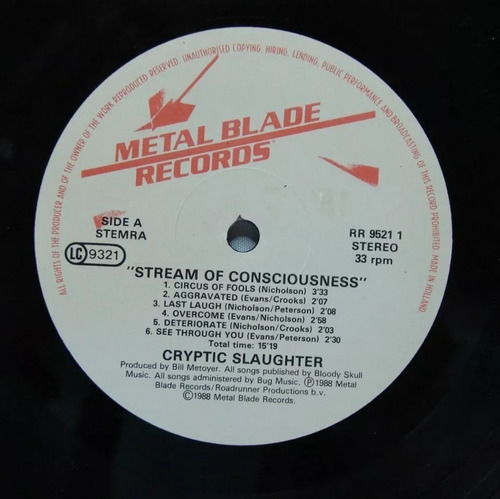 ALL RIGHTS OF THE PRODUCER AND OF THE OWNER OF THE WORK REPRODUCED RESERVED. UNAUTHORISED COPYING, HIRING, LENDING, PUBLIC PERFORMANCE AND BROADCASTING OF THIS RECORD PROHIBITED. MADE IN HOLLAND.
METAL BLADE
RECORDS
SIDE A
STEMRA
LC 9321
RR 9521 1
STEREO
33 rpm
"STREAM OF CONSCIOUSNESS"
1. CIRCUS OF FOOLS (Nicholson) 3'33
2. AGGRAVATED (Evans/Crooks) 2'07
3. LAST LAUGH (Nicholson/Peterson) 2'08
4. OVERCOME (Evans/Nicholson) 2'58
5. DETERIORATE (Nicholson/Crooks) 2'03
6. SEE THROUGH YOU (Evans/Peterson) 2'30
Total time: 15'19
CRYPTIC SLAUGHTER
Produced by Bill Metoyer. All songs published by Bloody Skull
Music. All songs administered by Bug Music. Ⓟ1988 Metal
Blade Records/Roadrunner Productions BV.
©1988 Metal Blade Records.